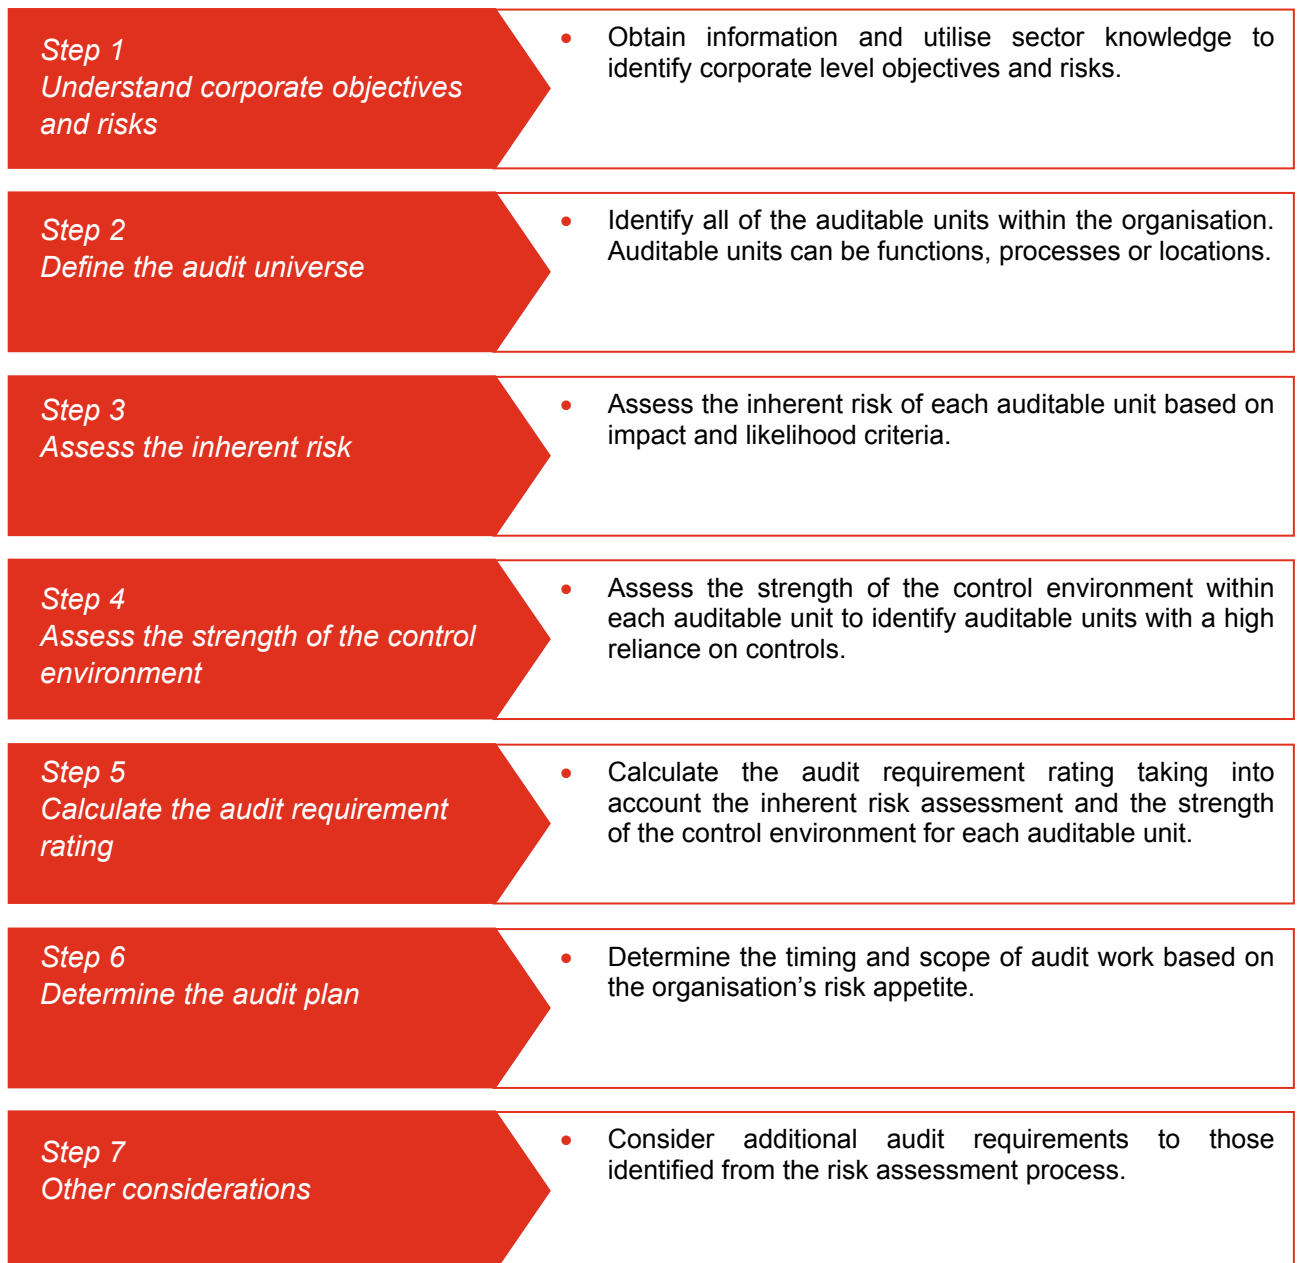 Step 1
Understand corporate objectives
and risks
• Obtain information and utilise sector knowledge to
identify corporate level objectives and risks.
Step 2
Define the audit universe
• Identify all of the auditable units within the organisation.
Auditable units can be functions, processes or locations.
Step 3
Assess the inherent risk
• Assess the inherent risk of each auditable unit based on
impact and likelihood criteria.
Step 4
Assess the strength of the control
environment
• Assess the strength of the control environment within
each auditable unit to identify auditable units with a high
reliance on controls.
Step 5
Calculate the audit requirement
rating
• Calculate the audit requirement rating taking into
account the inherent risk assessment and the strength
of the control environment for each auditable unit.
Step 6
Determine the audit plan
• Determine the timing and scope of audit work based on
the organisation’s risk appetite.
Step 7
Other considerations
• Consider additional audit requirements to those
identified from the risk assessment process.